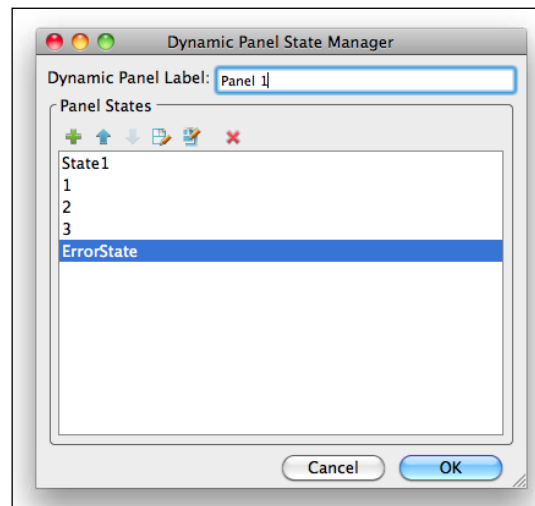 Dynamic Panel State Manager
Dynamic Panel Label: Panel 1
Panel States
State1
1
2
3
ErrorState
Cancel OK